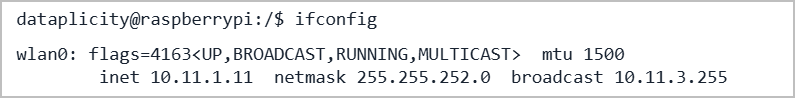 dataplicity@raspberrypi:/$ ifconfig
wlan0: flags=4163<UP,BROADCAST,RUNNING,MULTICAST>  mtu 1500
        inet 10.11.1.11  netmask 255.255.252.0  broadcast 10.11.3.255